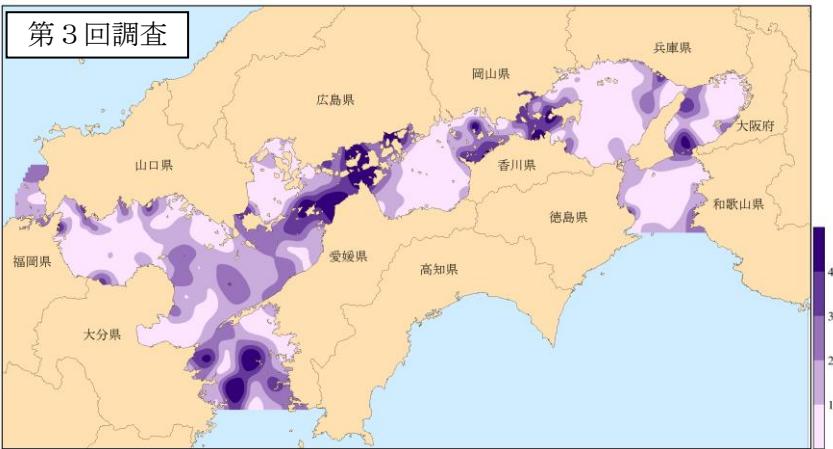 第３回調査
兵庫県
岡山県
広島県
大阪府
山口県
香川県
和歌山県
徳島県
愛媛県
福岡県
高知県
大分県
4
3
2
1